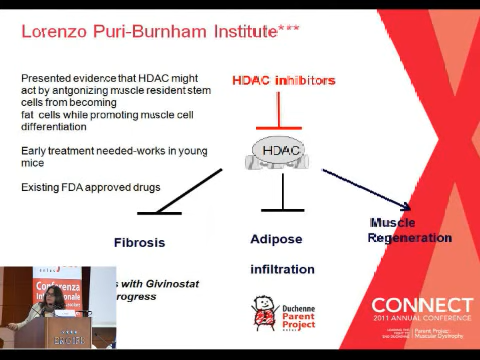 Lorenzo Puri-Burnham Institute***
Presented evidence that HDAC might
act by antgonizing muscle resident stem
cells from becoming
fat cells while promoting muscle cell
differentiation
Early treatment needed-works in young
mice
Existing FDA approved drugs
HDAC inhibitors
HDAC
Fibrosis
Adipose
infiltration
Muscle
Regeneration
s with Givinostat
progress
Conferenza
Duchenne
Parent
Project
onlus
CONNECT
2011 ANNUAL CONFERENCE
Parent Project
Muscular Dystrophy